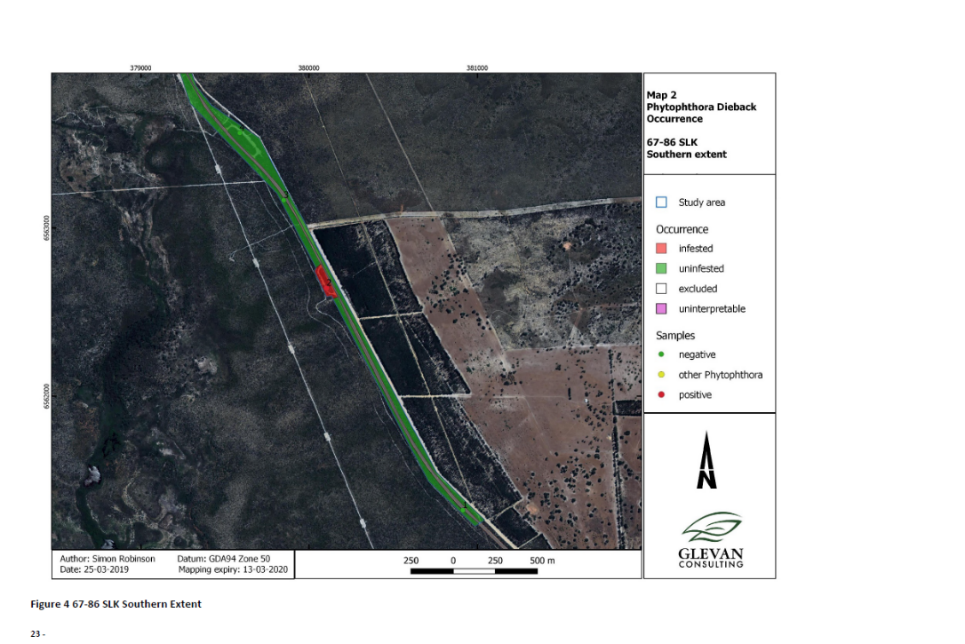 379000
380000
381000
6563000
6562000
Map 2
Phytophthora Dieback
Occurrence
67-86 SLK
Southern extent
Study area
Occurrence
infested
uninfested
excluded
uninterpretable
Samples
negative
other Phytophthora
positive
N
GLEVAN
CONSULTING
Author: Simon Robinson
Datum: GDA94 Zone 50
Date: 25-03-2019
Mapping expiry: 13-03-2020
250 0 250 500 m
Figure 4 67-86 SLK Southern Extent
23 -